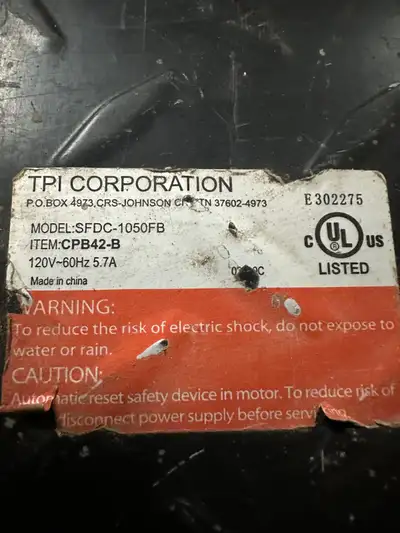 TPI CORPORATION
P.O.BOX 4973,CRS-JOHNSON TN 37602-4973
E302275
MODEL:SFDC-1050FB
ITEM:CPB42-B
120V~60Hz 5.7A
Made in china
C UL US
LISTED
WARNING:
To reduce the risk of electric shock, do not expose to
water or rain.
CAUTION:
Automatic reset safety device in motor. To reduce risk of
disconnect power supply before